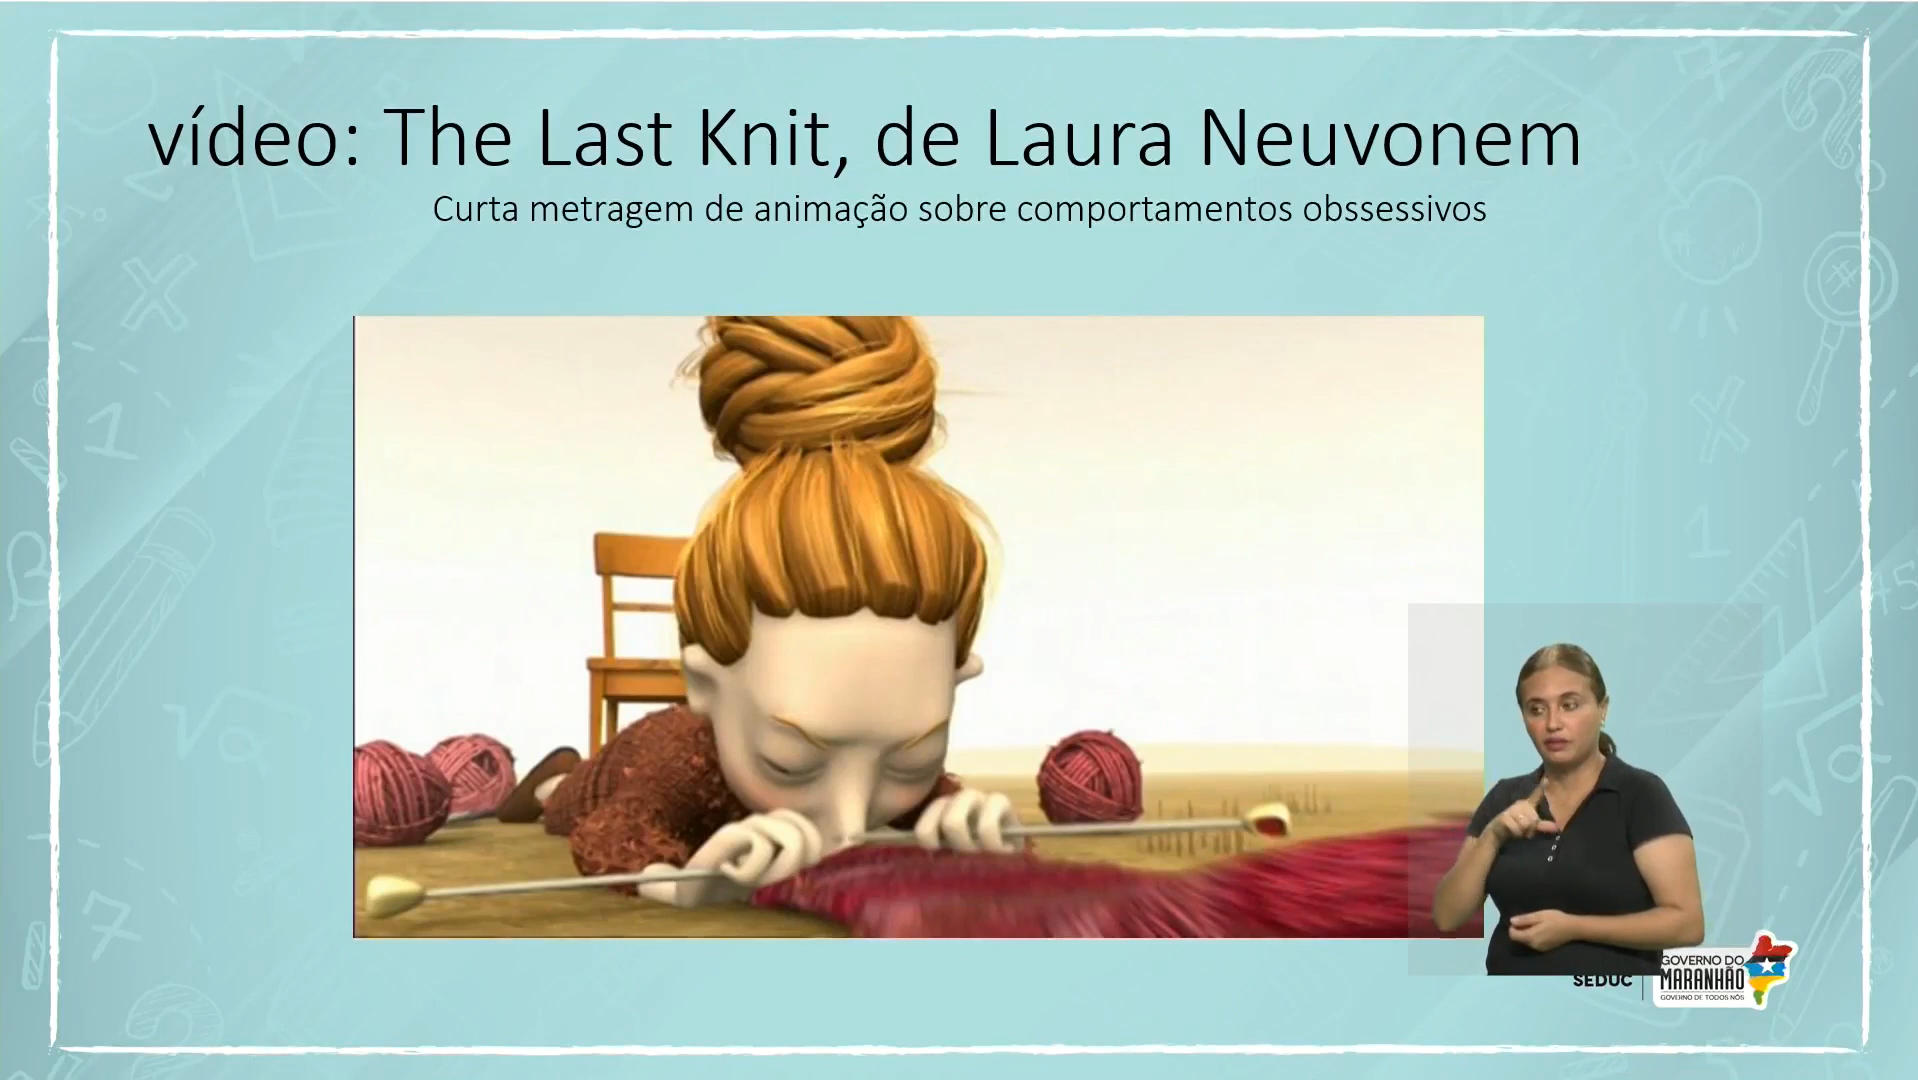 vídeo: The Last Knit, de Laura Neuvonem
Curta metragem de animação sobre comportamentos obssessivos
SEDUC
GOVERNO DO
MARANHÃO
GOVERNO DE TODOS NÓS